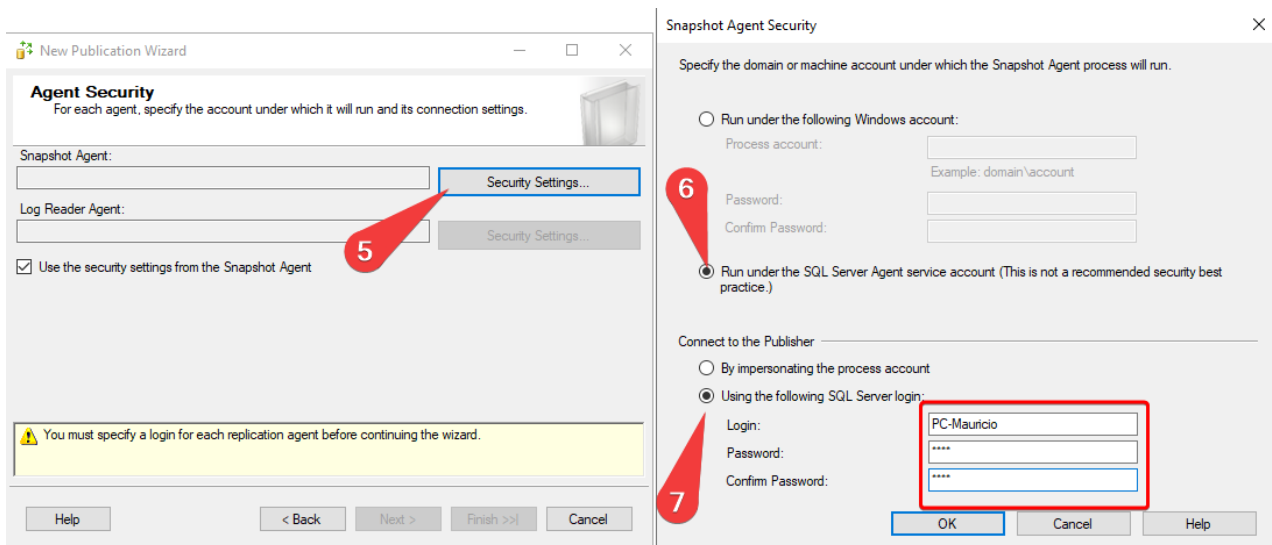 New Publication Wizard
Agent Security
For each agent, specify the account under which it will run and its connection settings.
Snapshot Agent:
Security Settings...
Log Reader Agent:
Security Settings...
5
Use the security settings from the Snapshot Agent
You must specify a login for each replication agent before continuing the wizard.
Help
< Back
Next >
Finish >>|
Cancel
Snapshot Agent Security
Specify the domain or machine account under which the Snapshot Agent process will run.
Run under the following Windows account:
Process account:
Example: domain\account
6
Password:
Confirm Password:
Run under the SQL Server Agent service account (This is not a recommended security best
practice.)
Connect to the Publisher
By impersonating the process account
Using the following SQL Server login:
Login: PC-Mauricio
Password: ****
Confirm Password: ****
7
OK
Cancel
Help